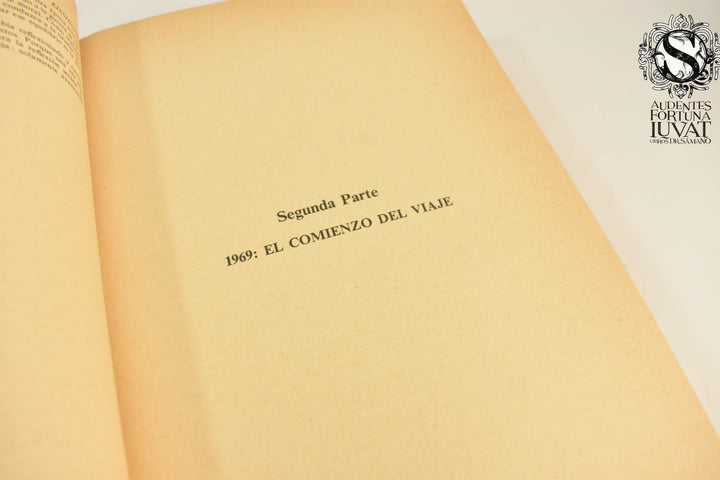 Segunda Parte
1969: EL COMIENZO DEL VIAJE
S
AUDENTES
FORTUNA
IUVAT
LIBROS DR. SÁMANO